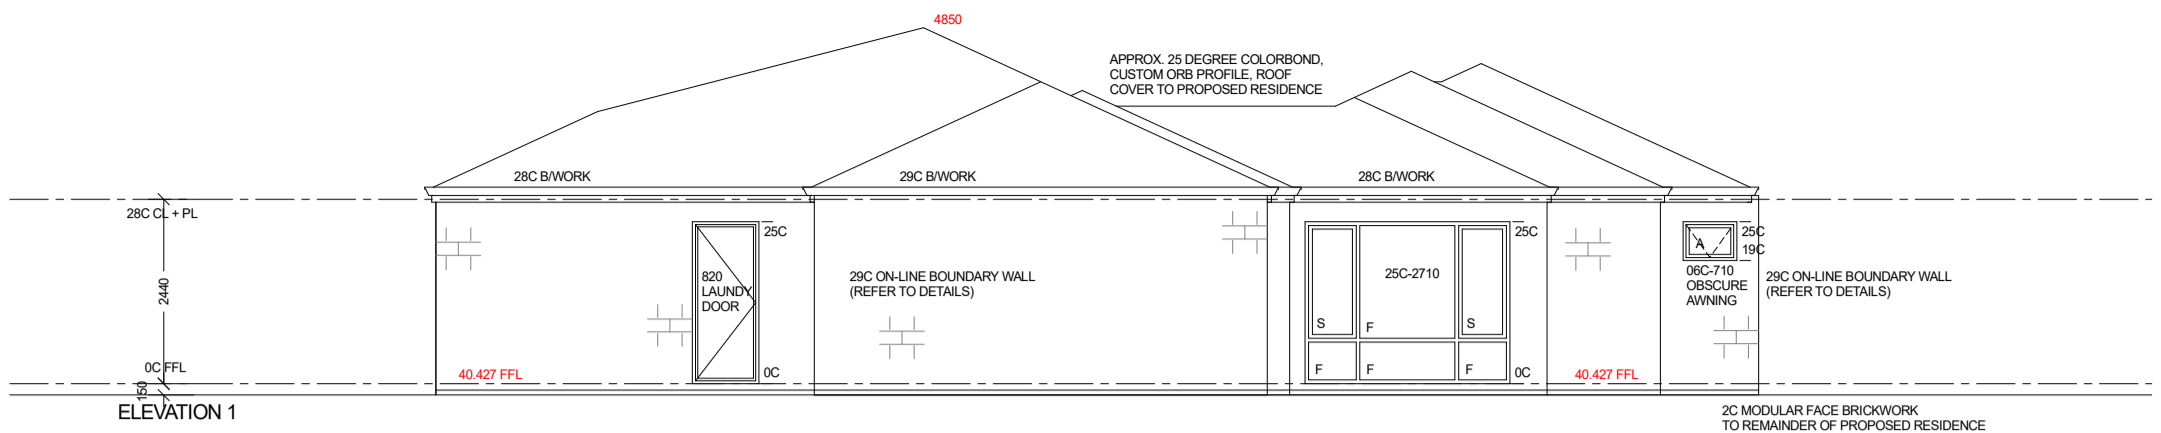 4850
APPROX. 25 DEGREE COLORBOND,
CUSTOM ORB PROFILE, ROOF
COVER TO PROPOSED RESIDENCE
28C B/WORK
29C B/WORK
28C B/WORK
28C CL + PL
25C
25C
25C
19C
A
820
LAUNDY
DOOR
29C ON-LINE BOUNDARY WALL
(REFER TO DETAILS)
25C-2710
06C-710
OBSCURE
AWNING
29C ON-LINE BOUNDARY WALL
(REFER TO DETAILS)
2440
S
F
S
0C FFL
40.427 FFL
0C
F
F
F
0C
40.427 FFL
150
ELEVATION 1
2C MODULAR FACE BRICKWORK
TO REMAINDER OF PROPOSED RESIDENCE